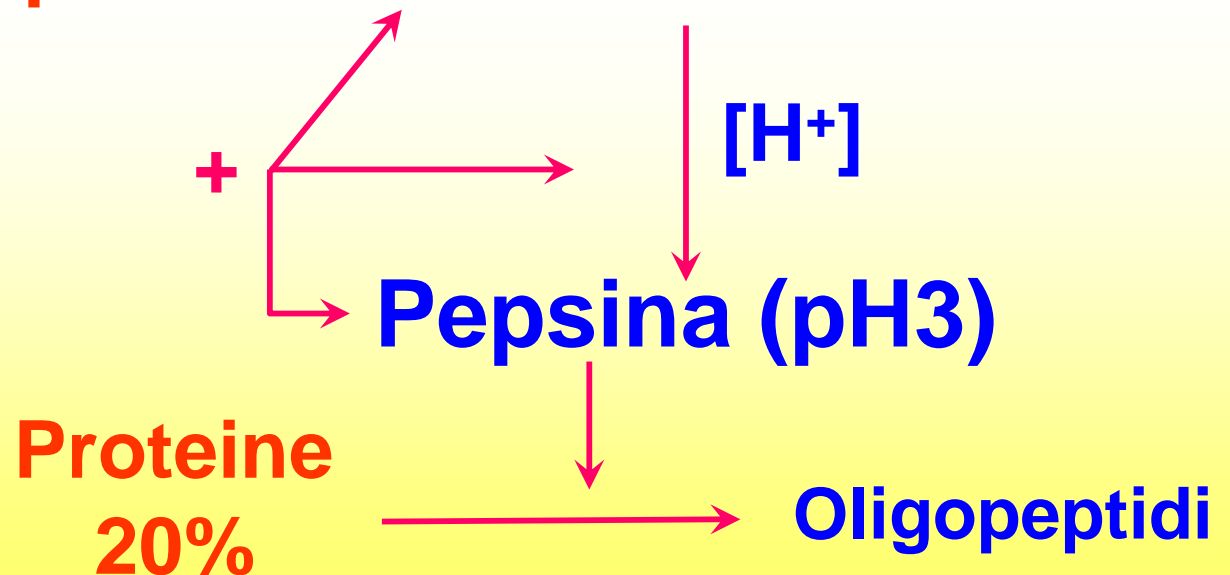 [H⁺]
+
Pepsina (pH3)
Proteine
20%
Oligopeptidi